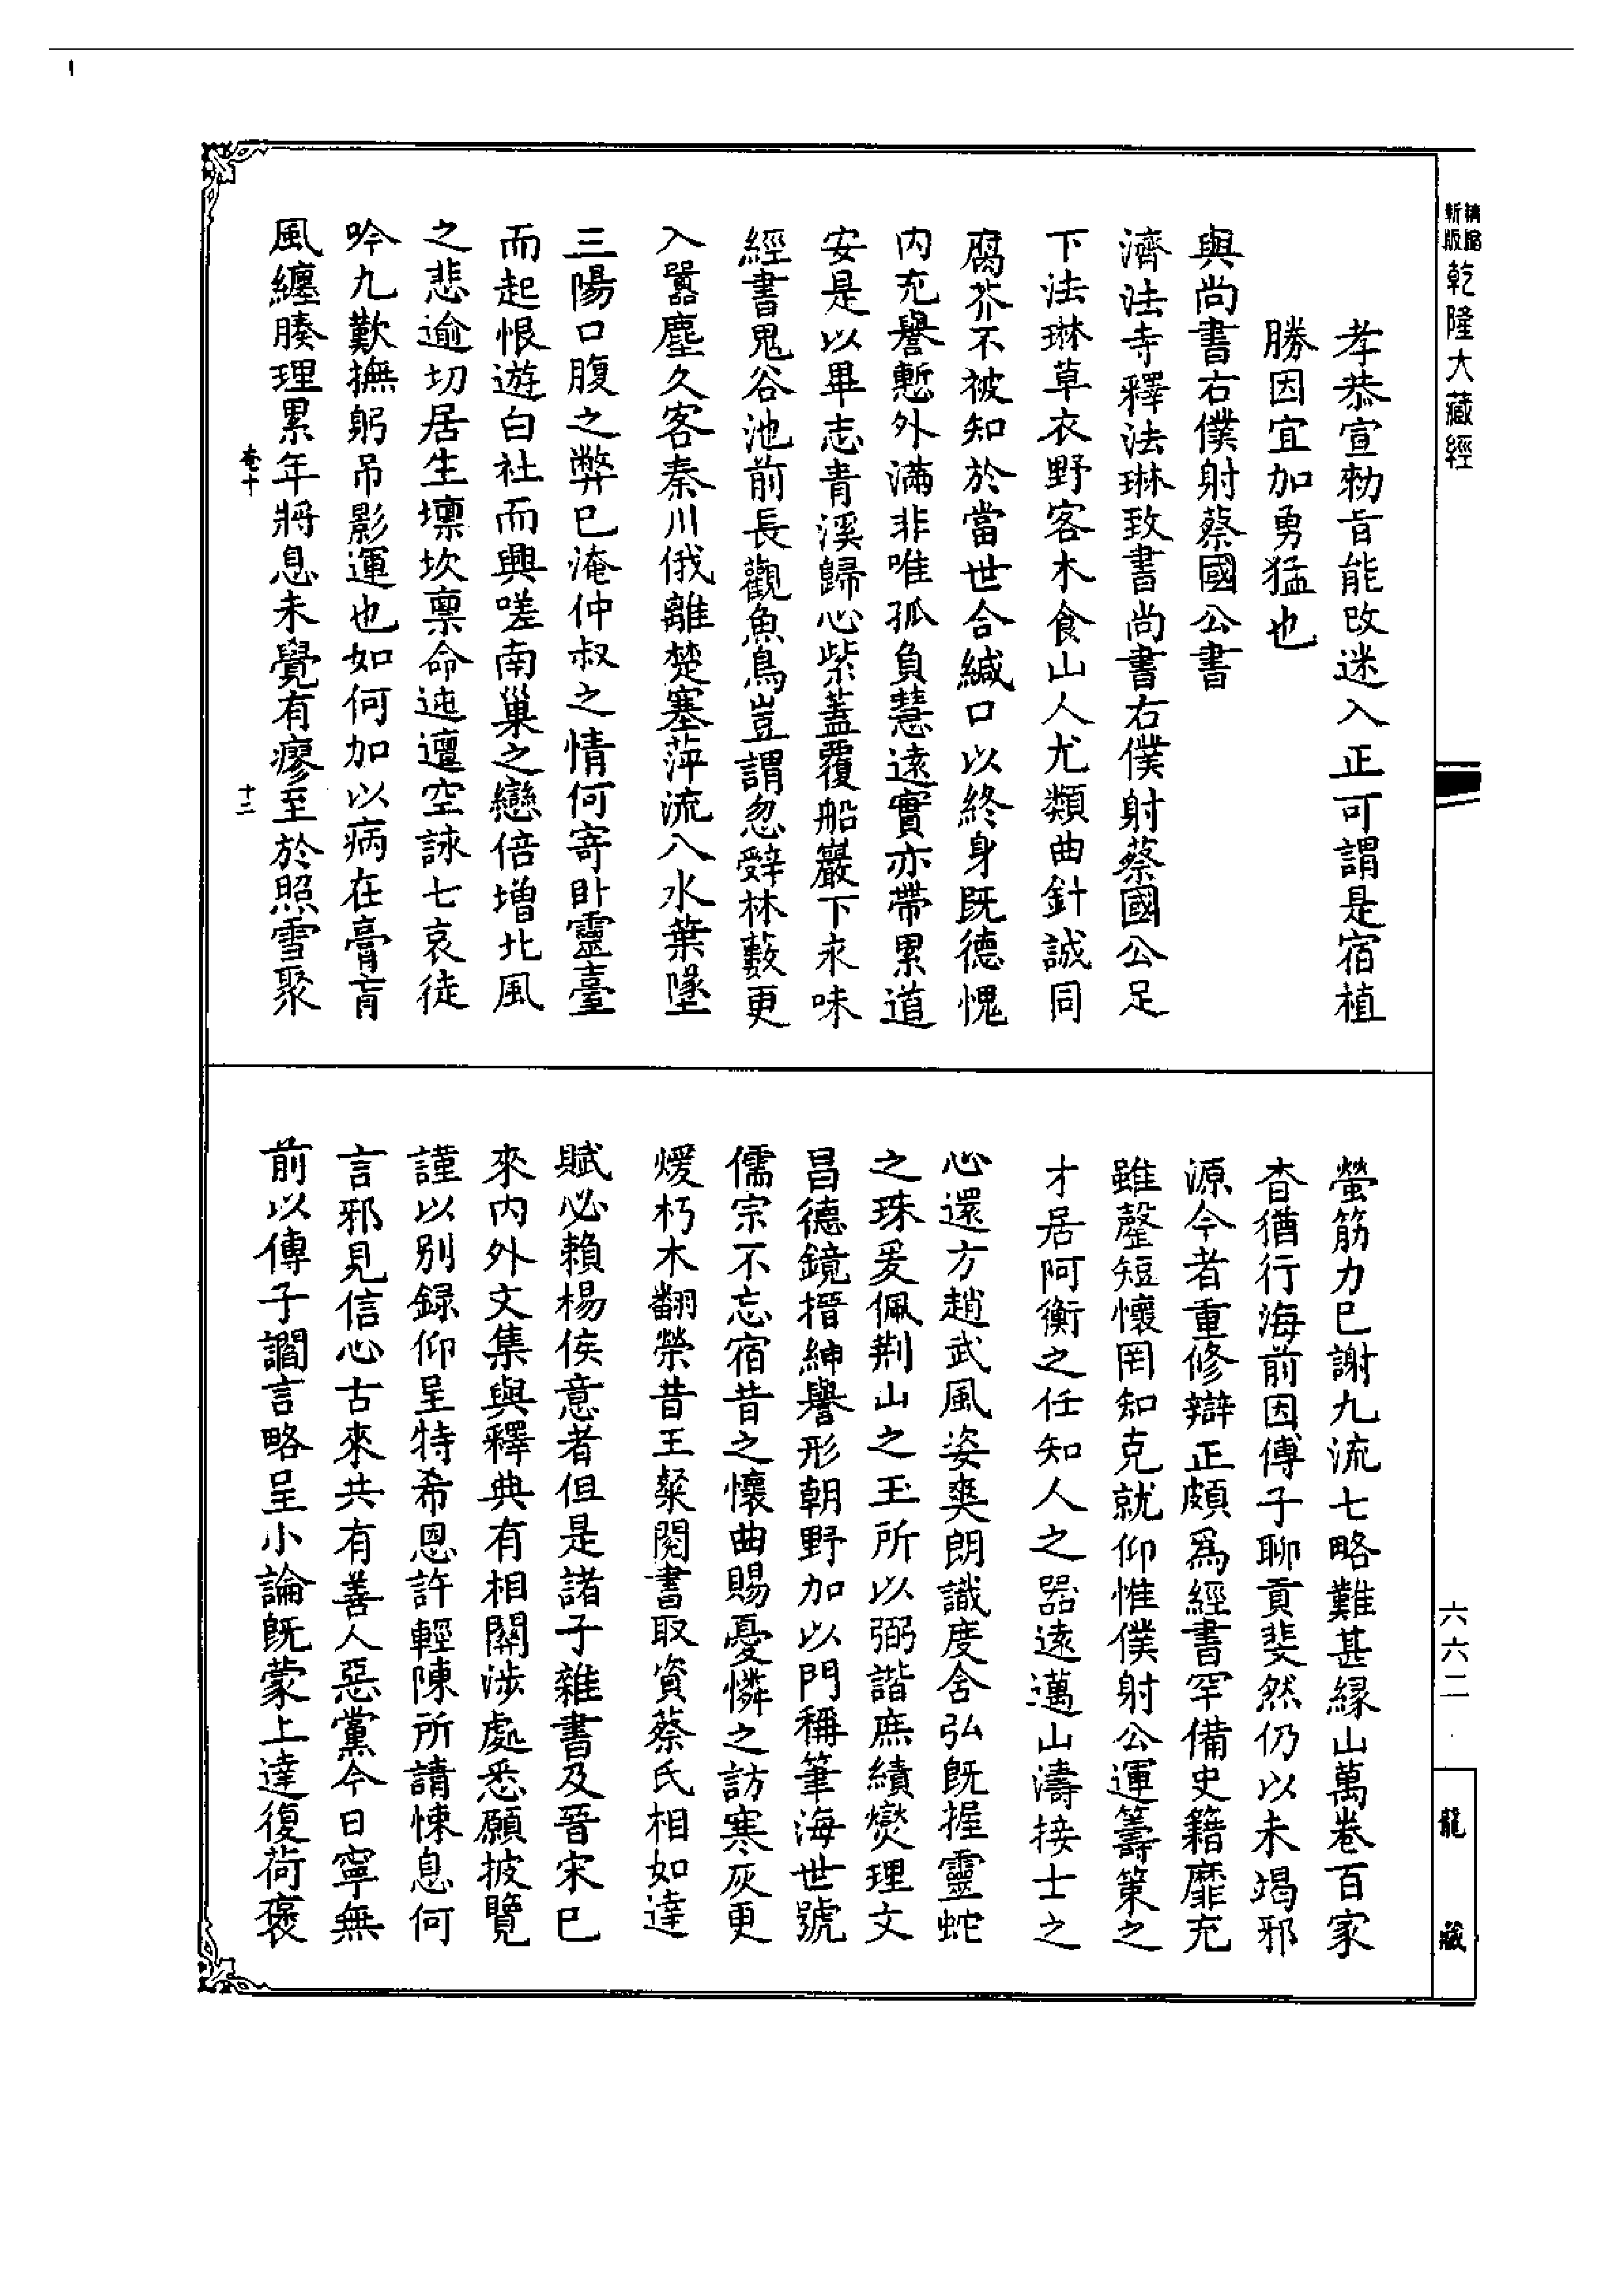 新版
乾隆大藏經
六六二
龍藏
孝恭宣勑旨能改迷入正可謂是宿植
勝因宜加勇猛也
與尚書右僕射蔡國公書
濟法寺釋法琳致書尚書右僕射蔡國公足
下法琳草衣野客木食山人尤類曲針誠同
腐芥不被知於當世合緘口以終身既德愧
内充譽慙外滿非唯孤負慧遠實亦帶累道
安是以畢志青溪歸心紫蓋覆船巖下永味
經書鬼谷池前長觀魚鳥豈謂忽辤林藪更
入囂塵久客秦川俄離楚塞萍流八水葉墜
三陽口腹之弊已淹仲叔之情何寄卧靈臺
而起恨遊白社而興嗟南巢之戀倍增北風
之悲逾切居生壈坎稟命迍邅空詠七哀徒
吟九歎撫躬吊影運也如何加以病在膏肓
風纏腠理累年將息未覺有瘳至於照雪聚
十二
螢筋力已謝九流七略難甚緣山萬卷百家
杳猶行海前因傅子聊貢斐然仍以未竭邪
源今者重修辯正頗爲經書罕備史籍靡充
雖罄短懷罔知克就仰惟僕射公運籌策之
才居阿衡之任知人之器遠邁山濤接士之
心還方趙武風姿爽朗識度含弘既握靈蛇
之珠爰佩荆山之玉所以弼諧庶績爕理文
昌德鏡搢紳譽形朝野加以門稱筆海世號
儒宗不忘宿昔之懷曲賜憂憐之訪寒灰更
煖朽木翻榮昔王粲閱書取資蔡氏相如達
賦必賴楊侯意者但是諸子雜書及晉宋已
來内外文集與釋典有相關涉處悉願披覽
謹以别録仰呈特希恩許輕陳所請悚息何
言邪見信心古來共有善人惡黨今日寧無
前以傅子讕言略呈小論既蒙上達復荷褒